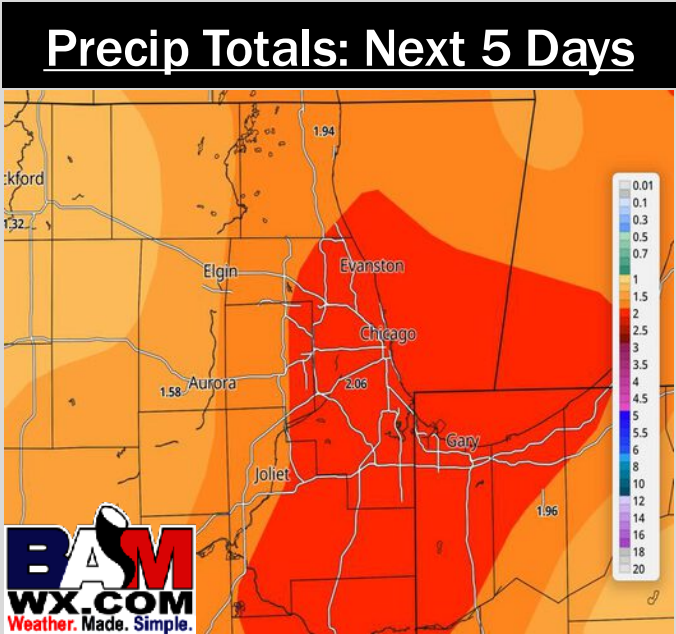 Precip Totals: Next 5 Days
1.94
ckford
1.32
Elgin
Evanston
Chicago
2.06
1.58
Aurora
Gary
Joliet
1.96
0.01
0.1
0.3
0.5
0.7
1
1.5
2
2.5
3
3.5
4
4.5
5
5.5
6
8
10
12
14
16
18
20
BAM
WX.COM
Weather. Made. Simple.